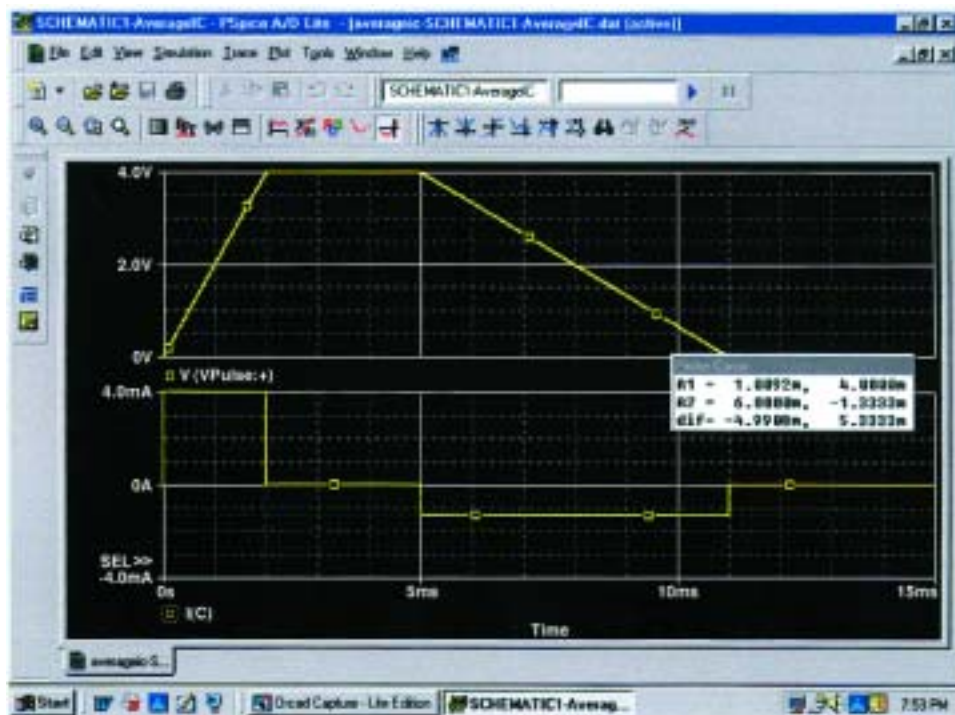 SCHEMATIC1-AverageIC - PSpice A/D Lite - [averageic-SCHEMATIC1-AverageIC.dat (active)]
File Edit View Simulation Trace Plot Tools Window Help
SCHEMATIC1-AverageIC
4.0V
2.0V
0V
V (VPulse:+)
A1 = 1.0092m, 4.0000m
A2 = 6.0000m, -1.3333m
dif= -4.9908m, 5.3333m
4.0mA
0A
SEL>>
-4.0mA
0s 5ms 10ms 15ms
I(C)
Time
averageic-S...
Start Orcad Capture - Lite Edition SCHEMATIC1-Averag... 7:53 PM